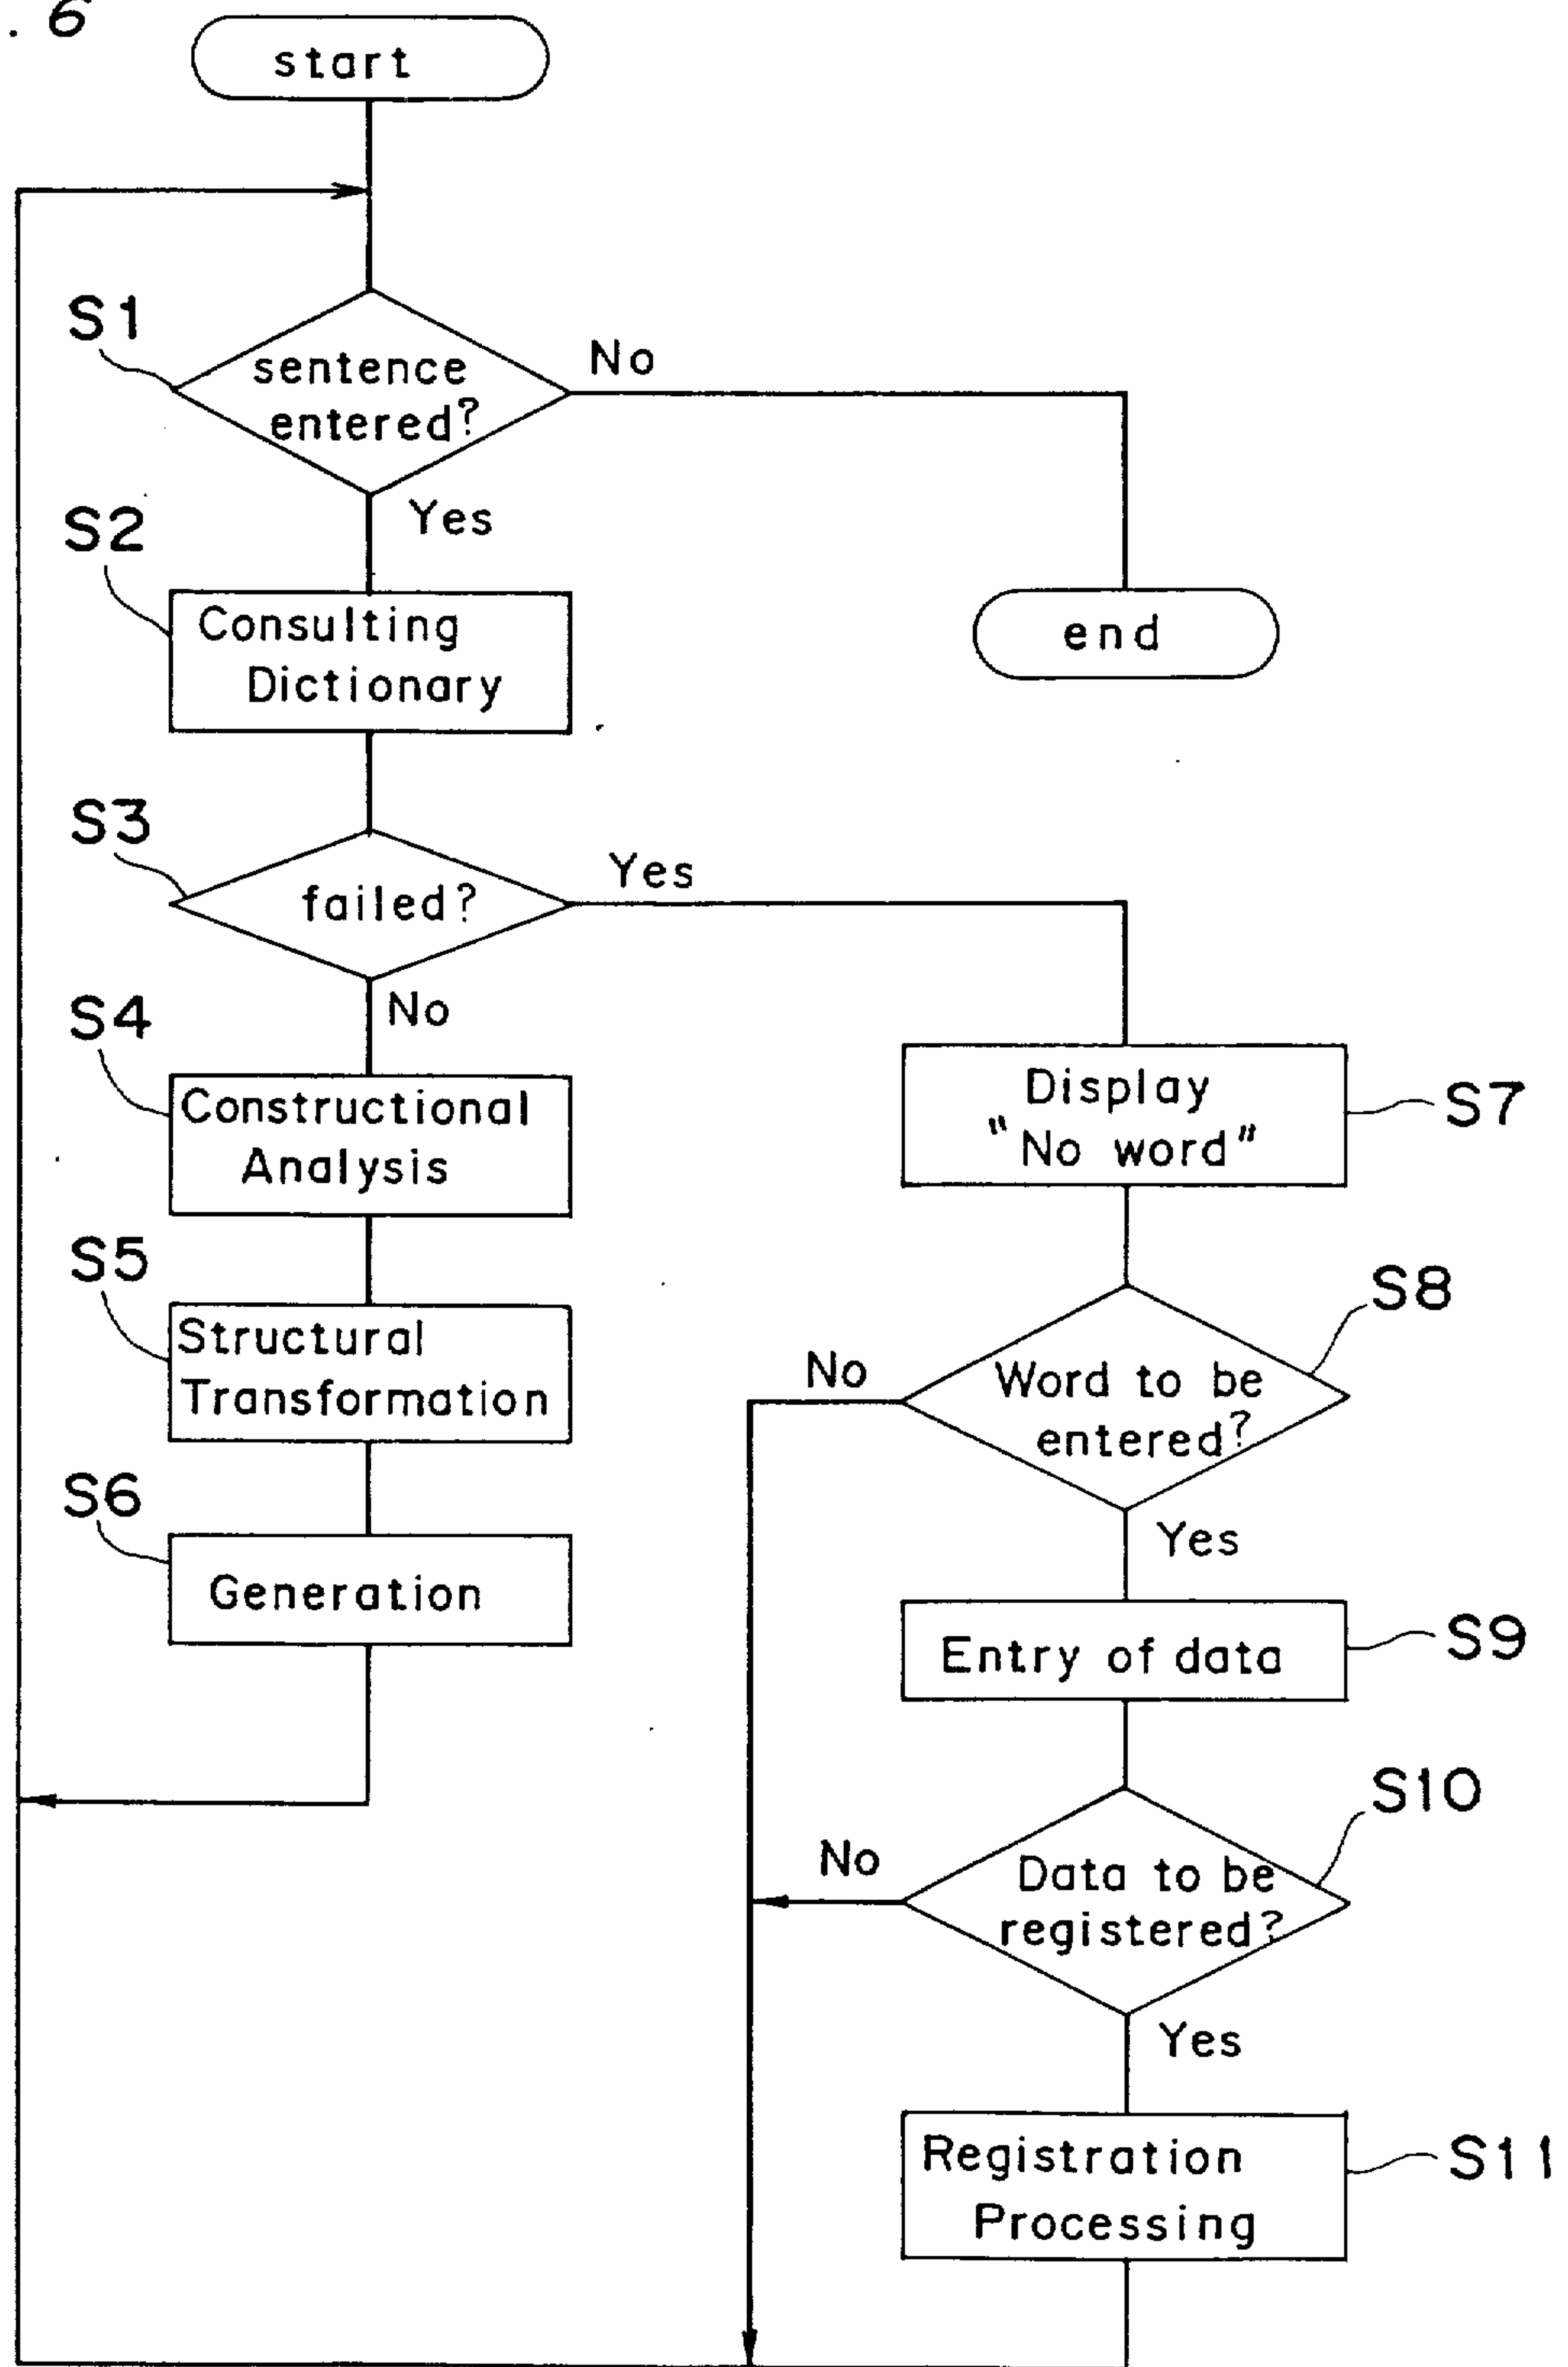 . 6
start
S1
sentence
entered?
No
Yes
S2
Consulting
Dictionary
end
S3
failed?
Yes
No
S4
Constructional
Analysis
Display
"No word"
S7
S5
Structural
Transformation
S8
No
Word to be
entered?
Yes
S6
Generation
Entry of data
S9
S10
No
Data to be
registered?
Yes
Registration
Processing
S11